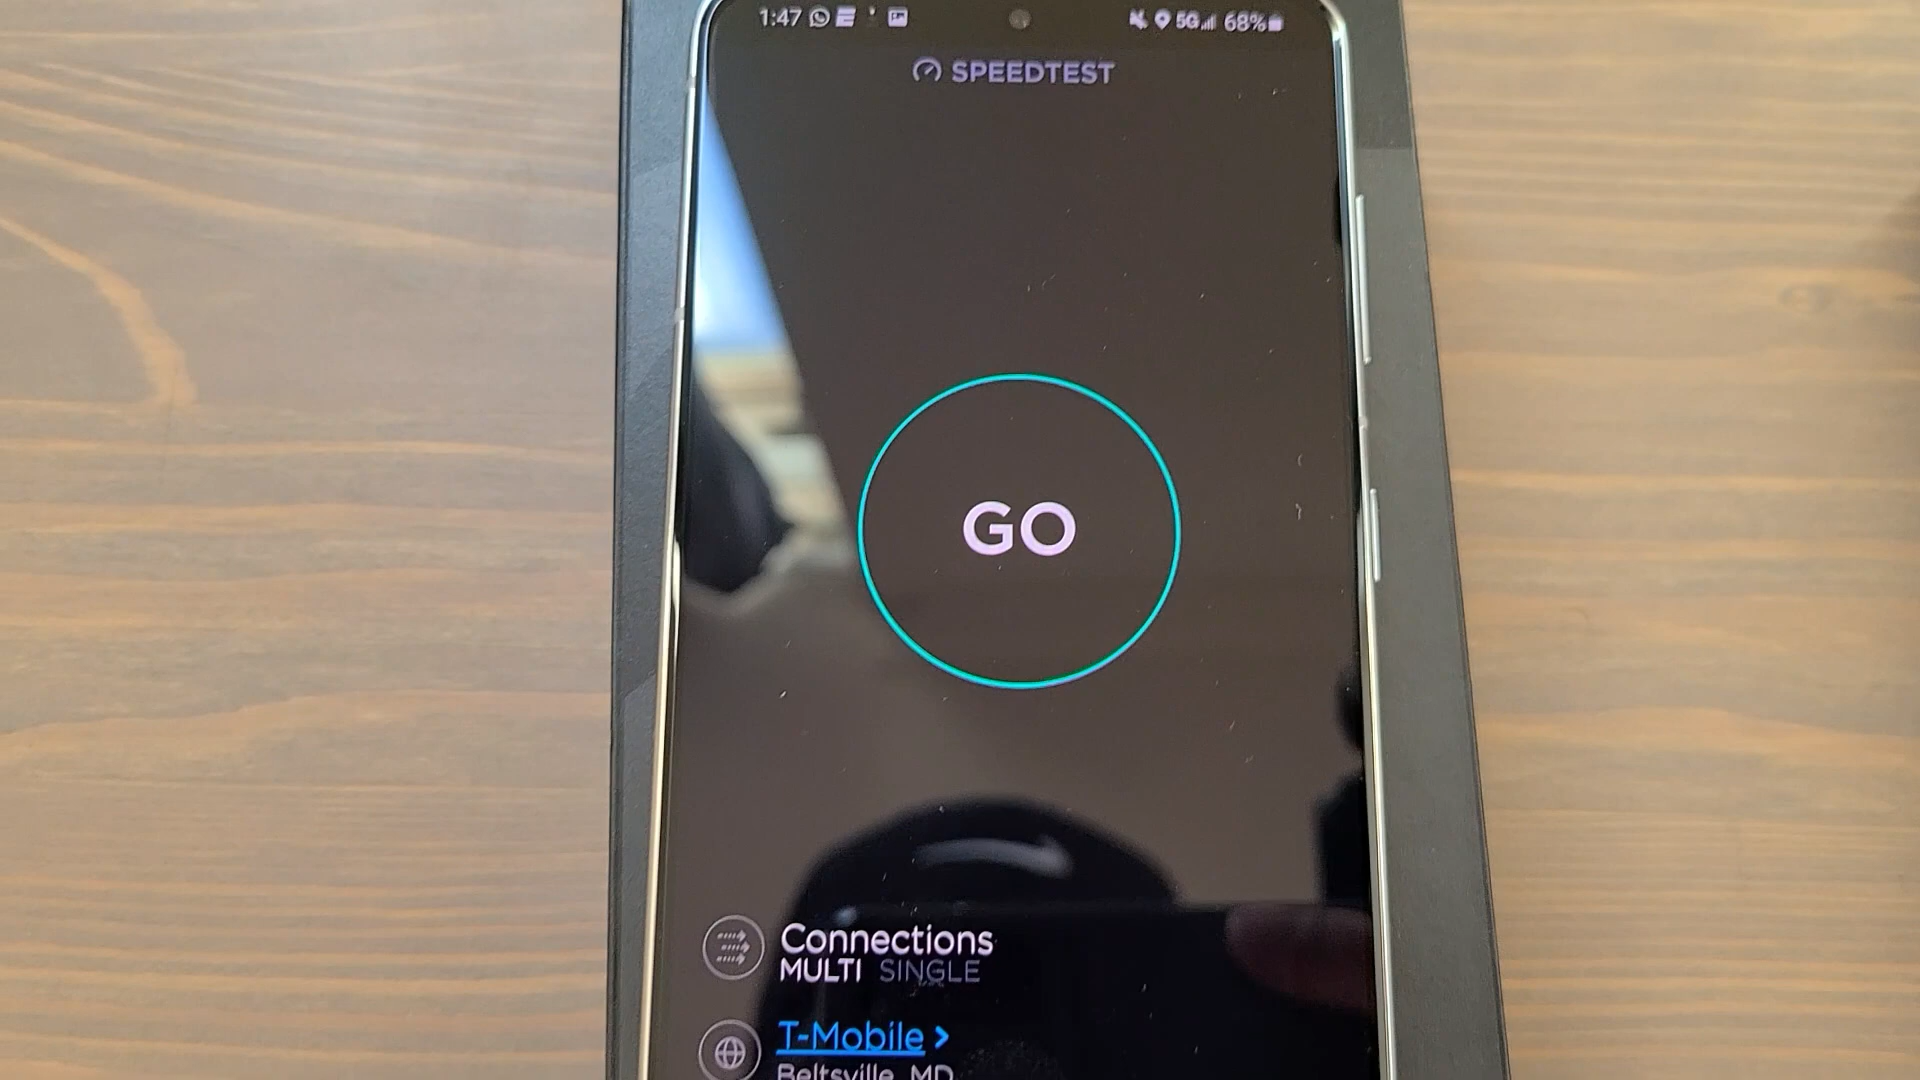 1:47 5G 68%
SPEEDTEST
GO
Connections
MULTI SINGLE
T-Mobile >
Beltsville, MD